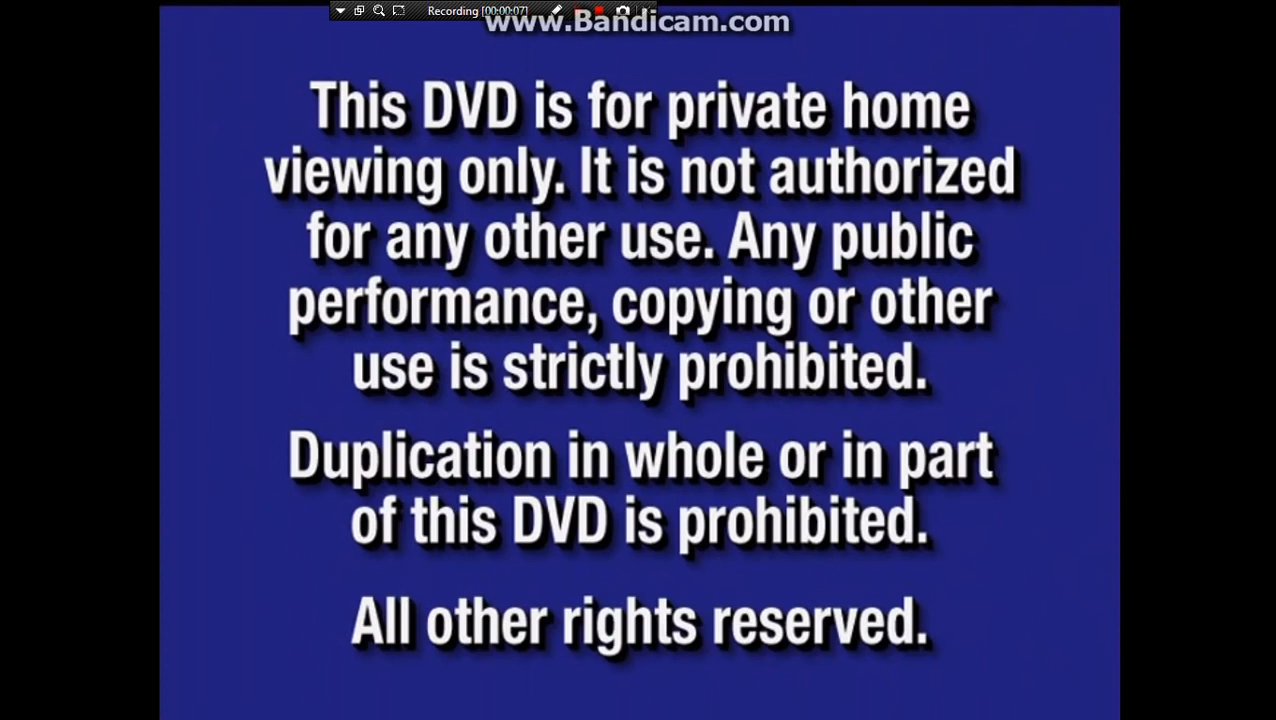 Recording [00:00:07]
www.Bandicam.com
This DVD is for private home
viewing only. It is not authorized
for any other use. Any public
performance, copying or other
use is strictly prohibited.
Duplication in whole or in part
of this DVD is prohibited.
All other rights reserved.